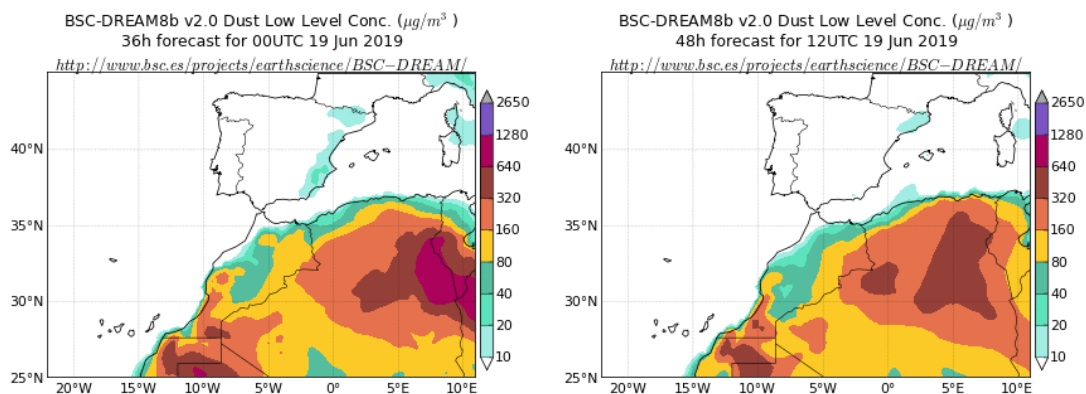 BSC-DREAM8b v2.0 Dust Low Level Conc. (μg/m³ )
36h forecast for 00UTC 19 Jun 2019
http://www.bsc.es/projects/earthscience/BSC−DREAM/
2650
1280
640
320
160
80
40
20
10
40°N
35°N
30°N
25°N
20°W
15°W
10°W
5°W
0°E
5°E
10°E
BSC-DREAM8b v2.0 Dust Low Level Conc. (μg/m³ )
48h forecast for 12UTC 19 Jun 2019
http://www.bsc.es/projects/earthscience/BSC−DREAM/
2650
1280
640
320
160
80
40
20
10
40°N
35°N
30°N
25°N
20°W
15°W
10°W
5°W
0°E
5°E
10°E